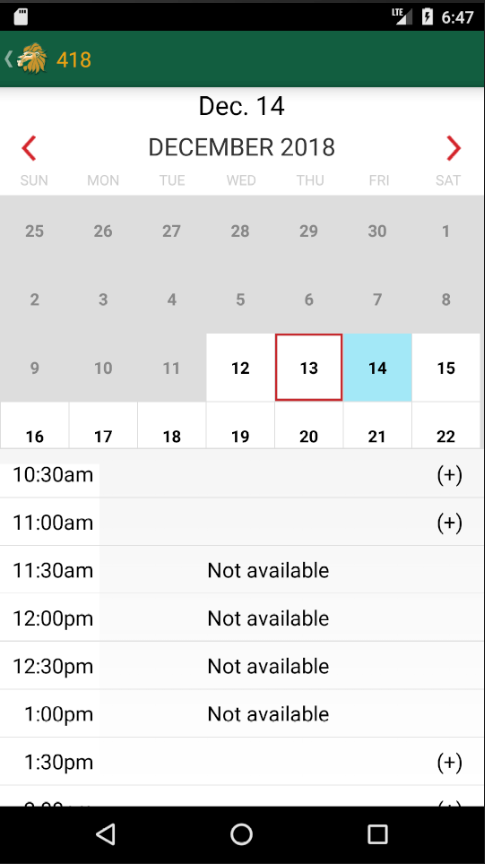 LTE 6:47
418
Dec. 14
DECEMBER 2018
SUN MON TUE WED THU FRI SAT
25 26 27 28 29 30 1
2 3 4 5 6 7 8
9 10 11 12 13 14 15
16 17 18 19 20 21 22
10:30am (+)
11:00am (+)
11:30am Not available
12:00pm Not available
12:30pm Not available
1:00pm Not available
1:30pm (+)